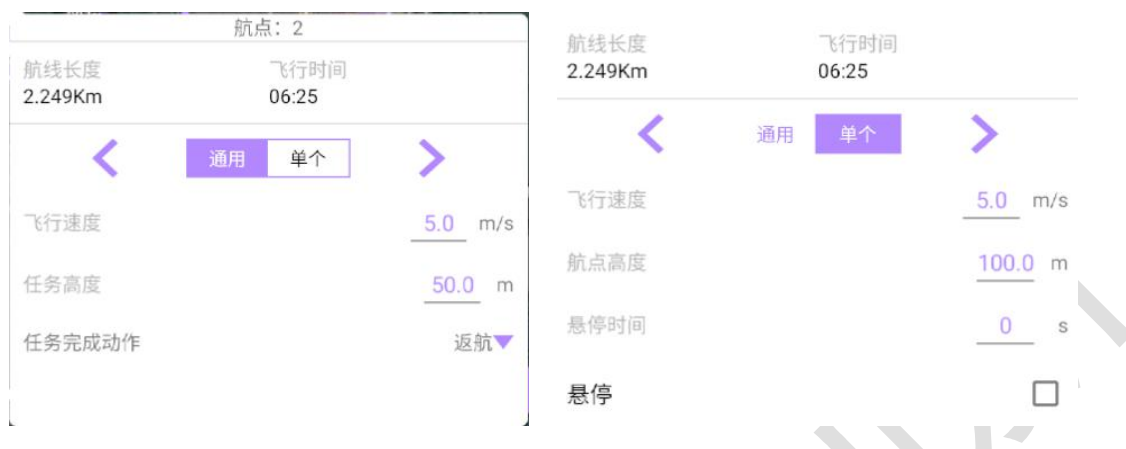 航点：2
航线长度 飞行时间
2.249Km 06:25
通用 单个
飞行速度 5.0 m/s
任务高度 50.0 m
任务完成动作 返航
航线长度 飞行时间
2.249Km 06:25
通用 单个
飞行速度 5.0 m/s
航点高度 100.0 m
悬停时间 0 s
悬停